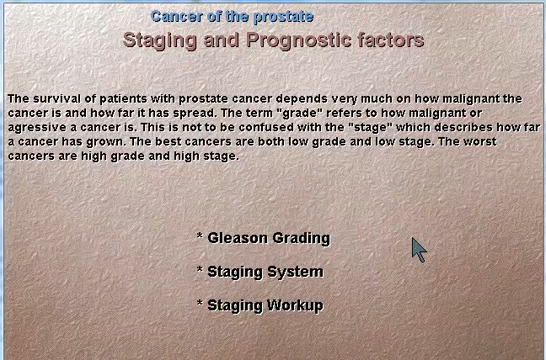 Cancer of the prostate
Staging and Prognostic factors
The survival of patients with prostate cancer depends very much on how malignant the
cancer is and how far it has spread. The term "grade" refers to how malignant or
agressive a cancer is. This is not to be confused with the "stage" which describes how far
a cancer has grown. The best cancers are both low grade and low stage. The worst
cancers are high grade and high stage.
* Gleason Grading
* Staging System
* Staging Workup